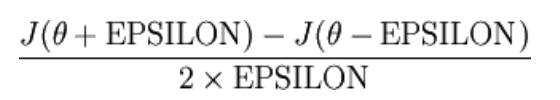 J(θ + EPSILON) − J(θ − EPSILON)
2 × EPSILON